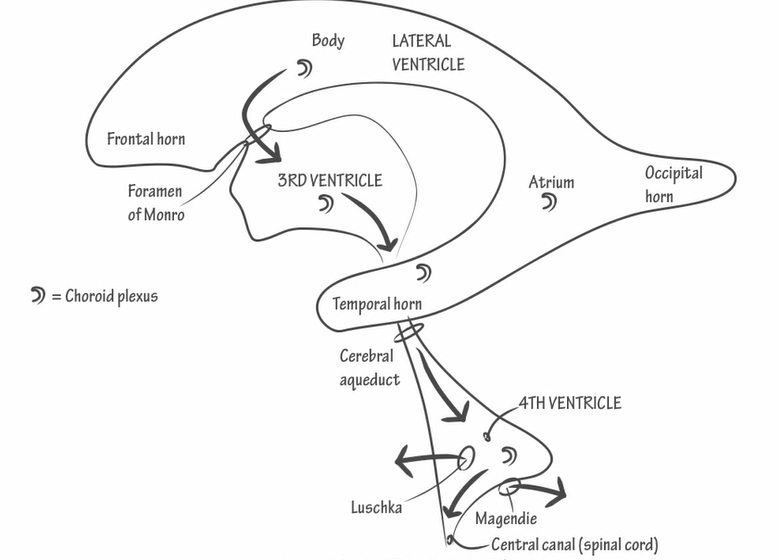 Body
LATERAL
VENTRICLE
Frontal horn
Foramen
of Monro
3RD VENTRICLE
Atrium
Occipital
horn
= Choroid plexus
Temporal horn
Cerebral
aqueduct
4TH VENTRICLE
Luschka
Magendie
Central canal (spinal cord)